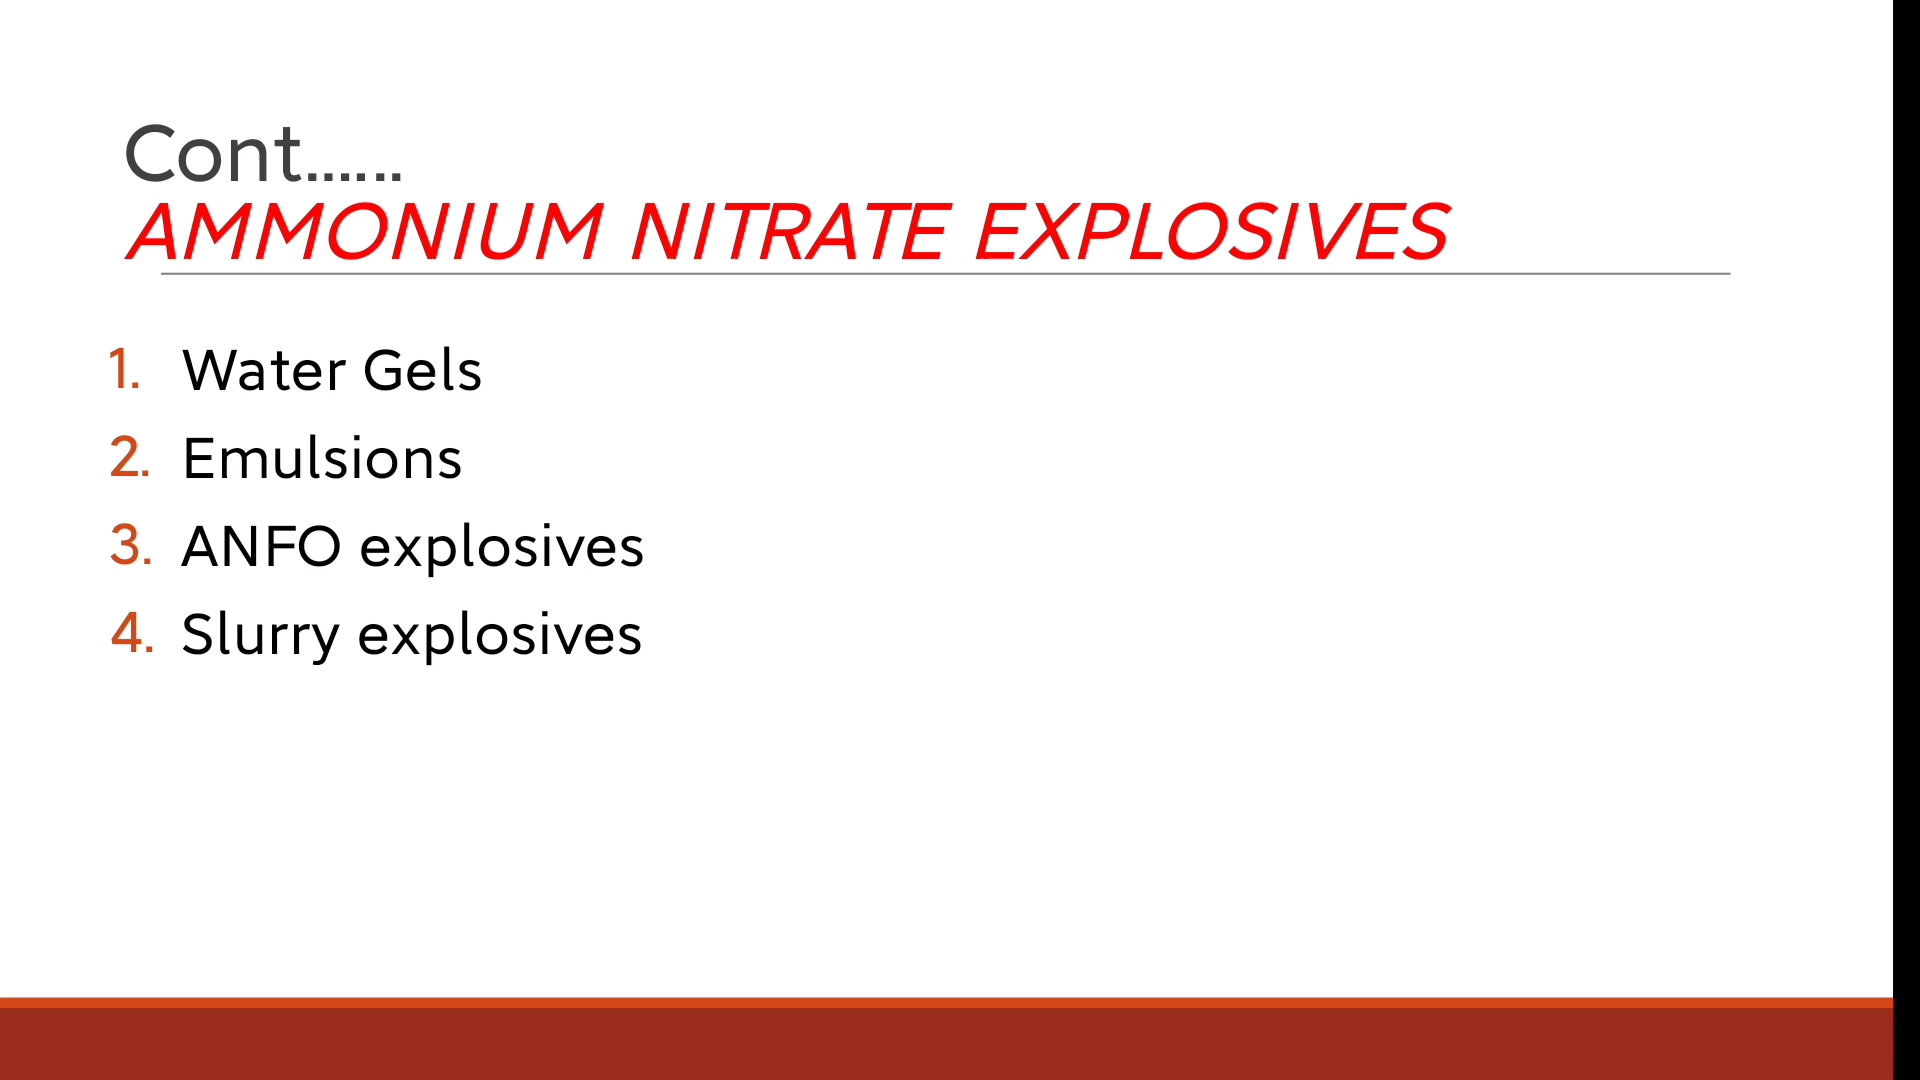 Cont......
AMMONIUM NITRATE EXPLOSIVES
1. Water Gels
2. Emulsions
3. ANFO explosives
4. Slurry explosives